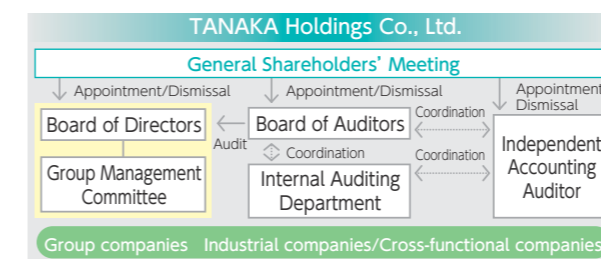 TANAKA Holdings Co., Ltd.
General Shareholders' Meeting
Appointment/Dismissal
Appointment/Dismissal
Appointment
Dismissal
Board of Directors
Audit
Board of Auditors
Coordination
Independent
Accounting
Auditor
Coordination
Coordination
Group Management
Committee
Internal Auditing
Department
Group companies Industrial companies/Cross-functional companies